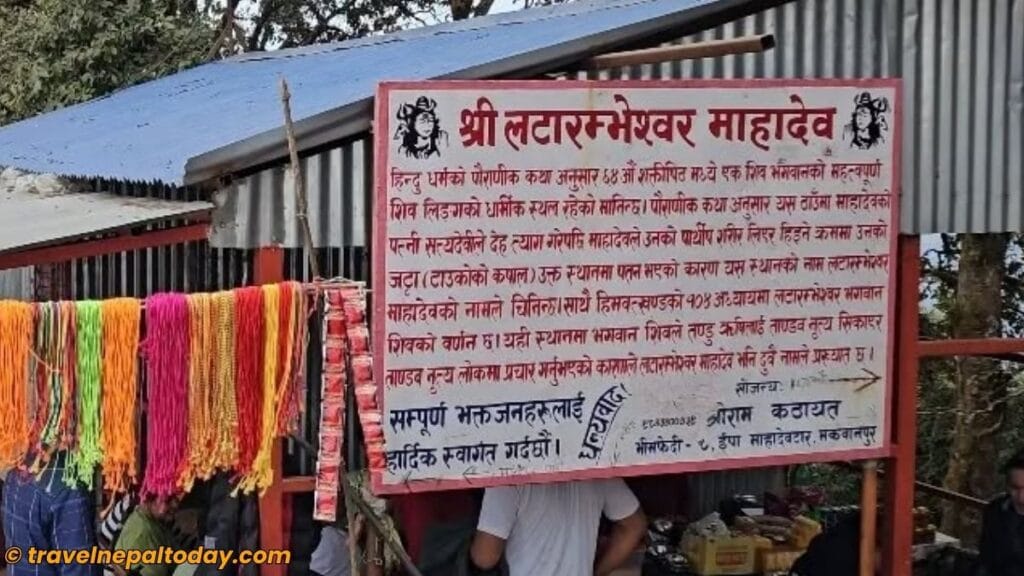 श्री लटारम्भेश्वर माहादेव
हिन्दु धर्मको पौराणीक कथा अनुसार ६४ औं शक्तीपिठ मध्ये एक शिव भगवानको महत्वपूर्ण
शिव लिङगको धार्मीक स्थल रहेको मानिन्छ। पौराणीक कथा अनुसार यस ठाउँमा माहादेवको
पत्नी सत्यदेवीले देह त्याग गरेपछि माहादेवले उनको पार्थीप शरिर लिएर हिड्ने क्रममा उनको
जट्टा (टाउकोको कपाल) उक्त स्थानमा पतन भएको कारण यस स्थानको नाम लटारम्भेश्वर
माहादेवको नामले चिनिन्छ। साथै हिमवत्खण्डको १०४ अध्यायमा लटारम्भेश्वर भगवान
शिवको वर्णन छ। यही स्थानमा भगवान शिवले तण्डु ऋषिलाई ताण्डव नृत्य सिकाएर
ताण्डव नृत्य लोकमा प्रचार गर्नुभएको कारणले लटारम्भेश्वर माहादेव भनि दुवै नामले प्रख्यात छ।
सम्पूर्ण भक्तजनहरूलाई
हार्दिक स्वागत गर्दछौं।
धन्यवाद!
सौजन्य:
श्रीराम कठायत
भीमफेदी - ८, ईपा माहादेवटार, मकवानपुर
© travelnepaltoday.com